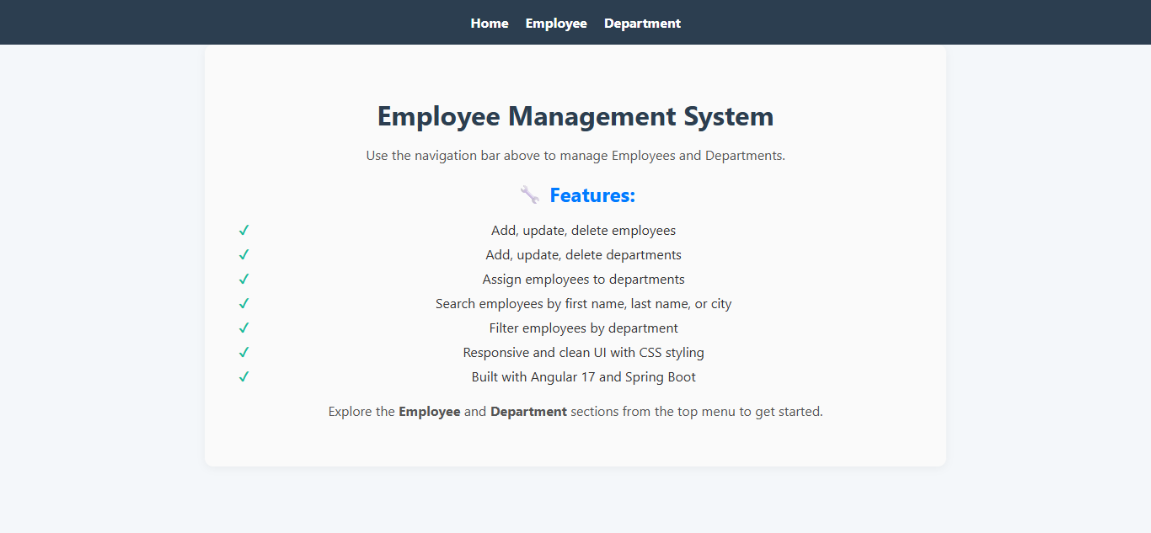 Home Employee Department
Employee Management System
Use the navigation bar above to manage Employees and Departments.
🔧 Features:
✓ Add, update, delete employees
✓ Add, update, delete departments
✓ Assign employees to departments
✓ Search employees by first name, last name, or city
✓ Filter employees by department
✓ Responsive and clean UI with CSS styling
✓ Built with Angular 17 and Spring Boot
Explore the Employee and Department sections from the top menu to get started.